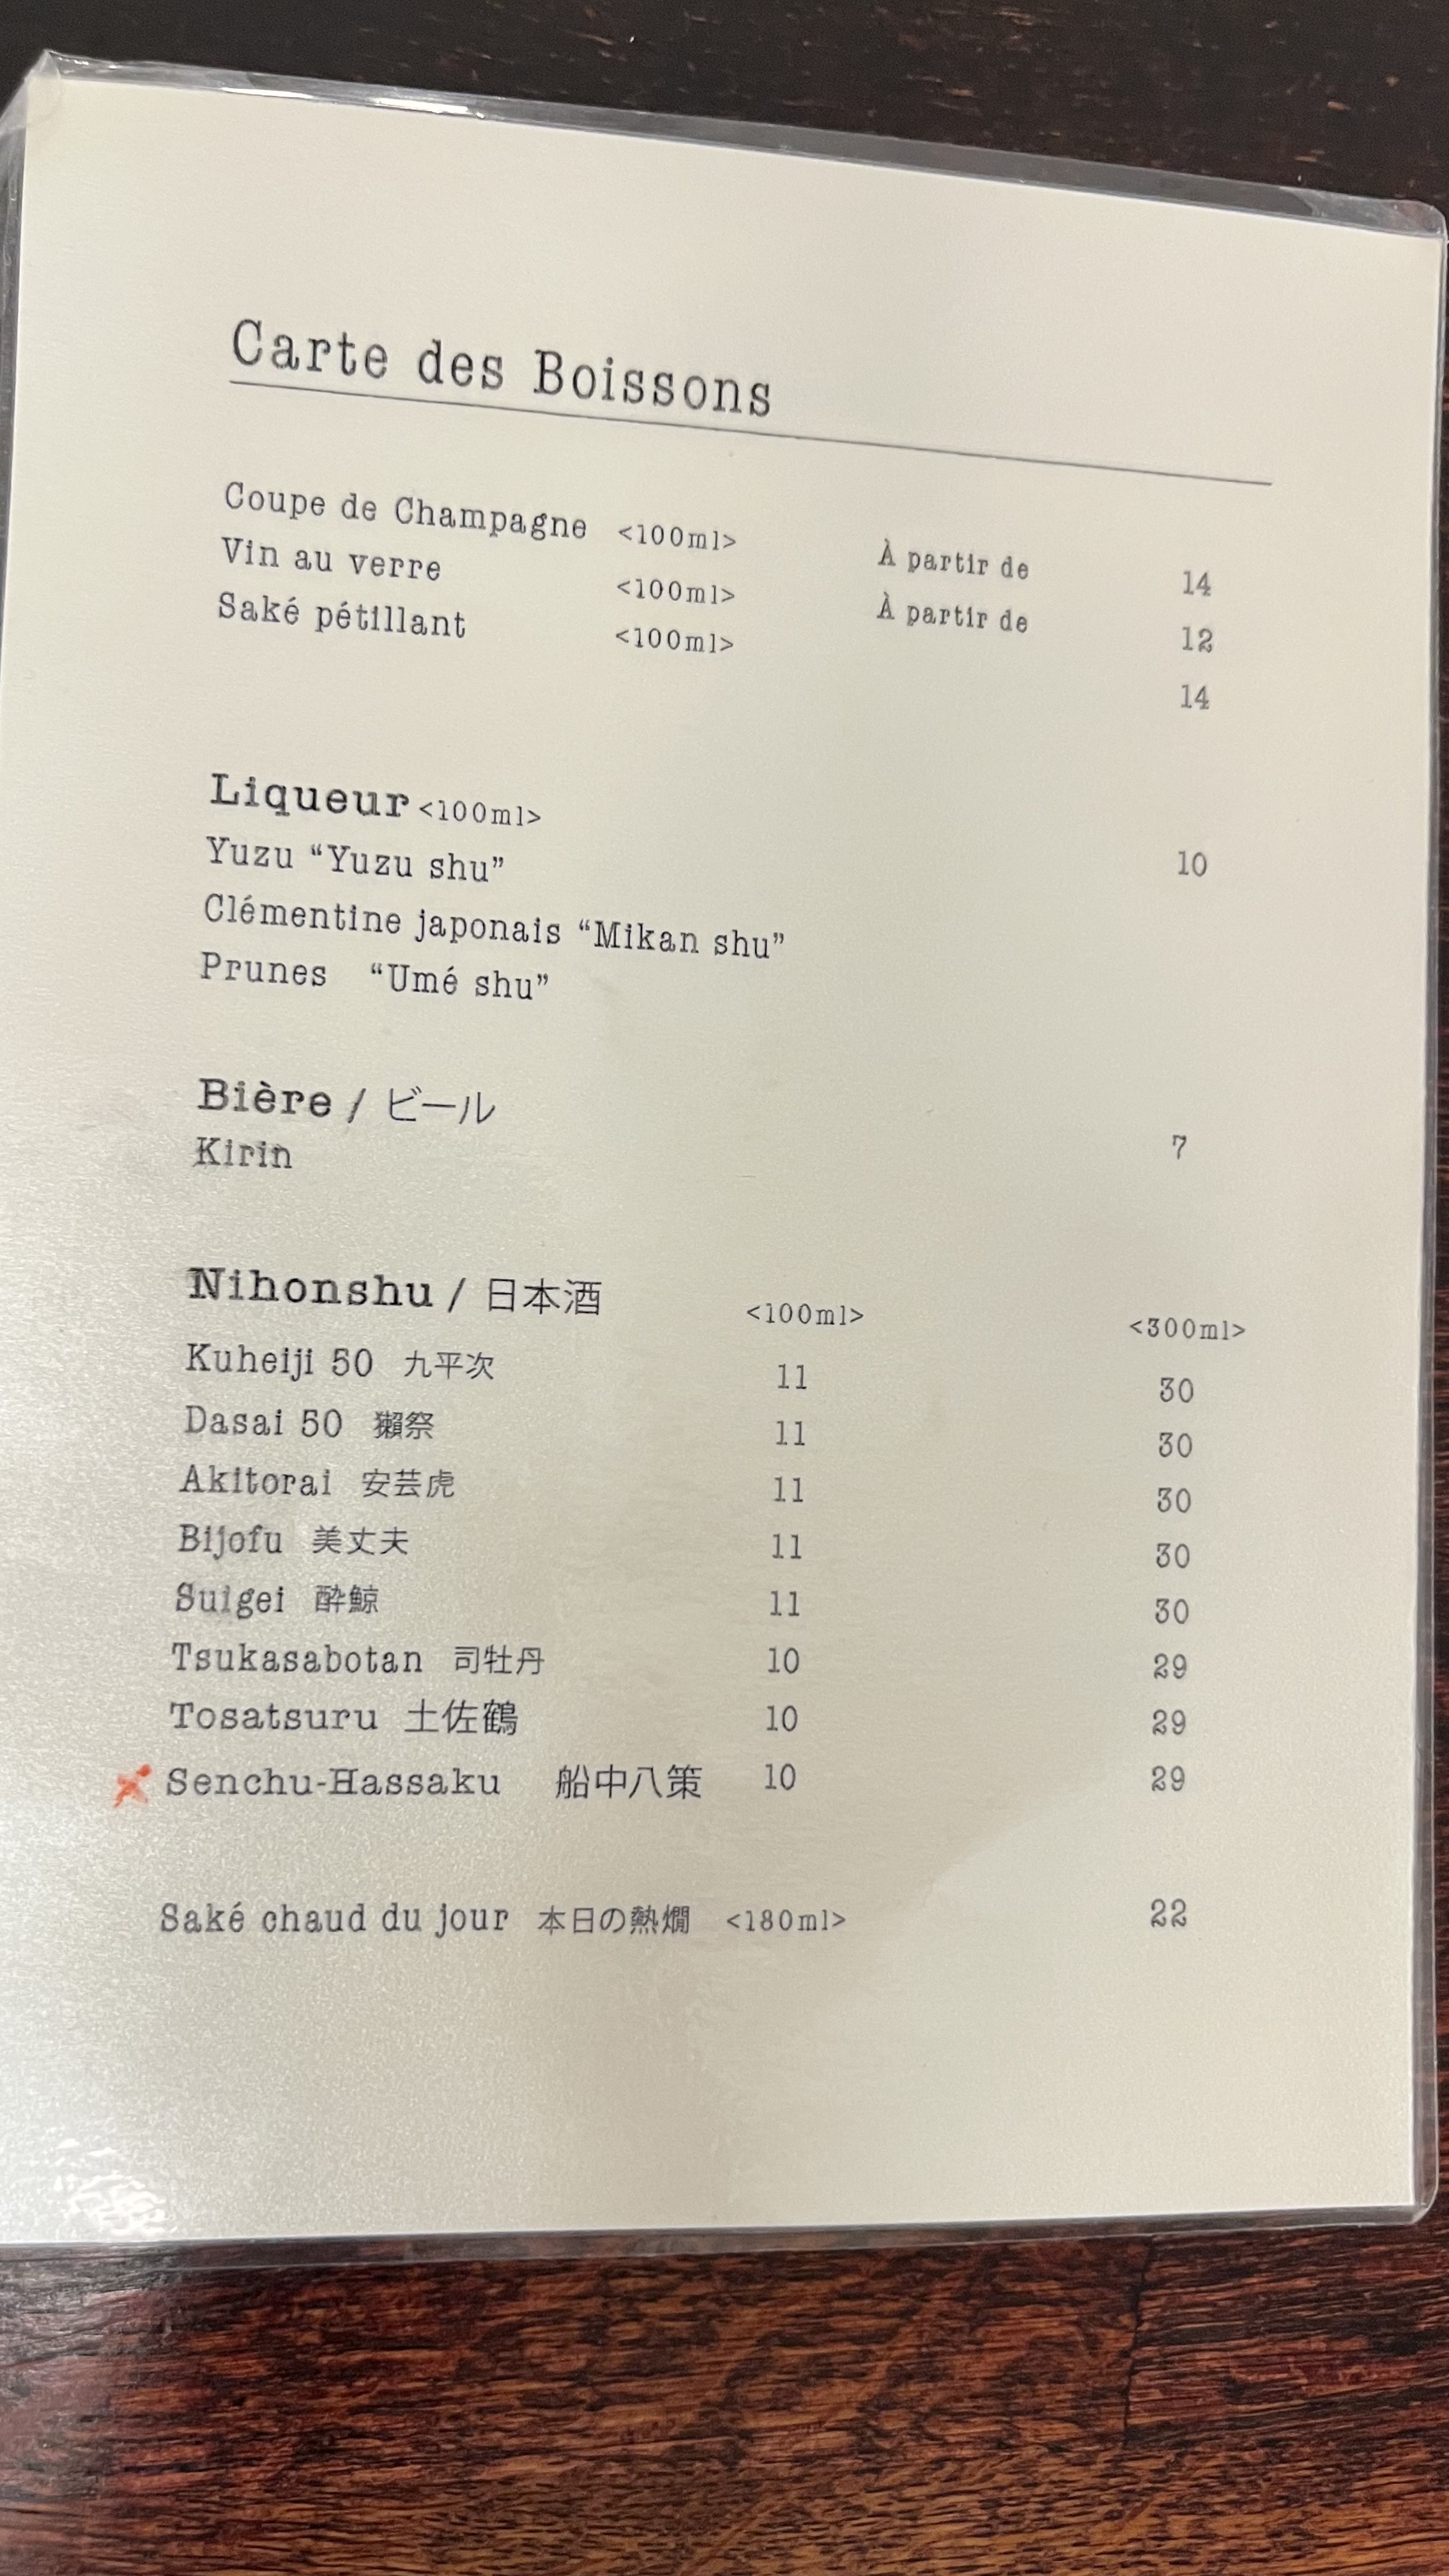 Carte des Boissons
Coupe de Champagne <100ml> À partir de 14
Vin au verre <100ml> À partir de 12
Saké pétillant <100ml> 14
Liqueur <100ml>
Yuzu “Yuzu shu” 10
Clémentine japonais “Mikan shu”
Prunes “Umé shu”
Bière / ビール
Kirin 7
Nihonshu / 日本酒 <100ml> <300ml>
Kuheiji 50 九平次 11 30
Dasai 50 獺祭 11 30
Akitorai 安芸虎 11 30
Bijofu 美丈夫 11 30
Suigei 酔鯨 11 30
Tsukasabotan 司牡丹 10 29
Tosatsuru 土佐鶴 10 29
Senchu-Hassaku 船中八策 10 29
Saké chaud du jour 本日の熱燗 <180ml> 22